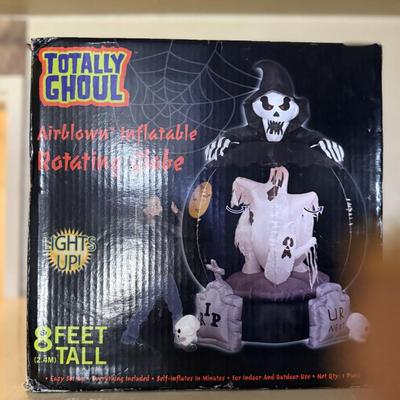 TOTALLY
GHOUL
Airblown® Inflatable
Rotating Globe
LIGHTS
UP!
RIP
UR
NEXT
8 FEET
(2.4M) TALL
• Easy Set-up • Everything Included • Self-Inflates In Minutes • For Indoor And Outdoor Use • Net Qty: 1 Piece